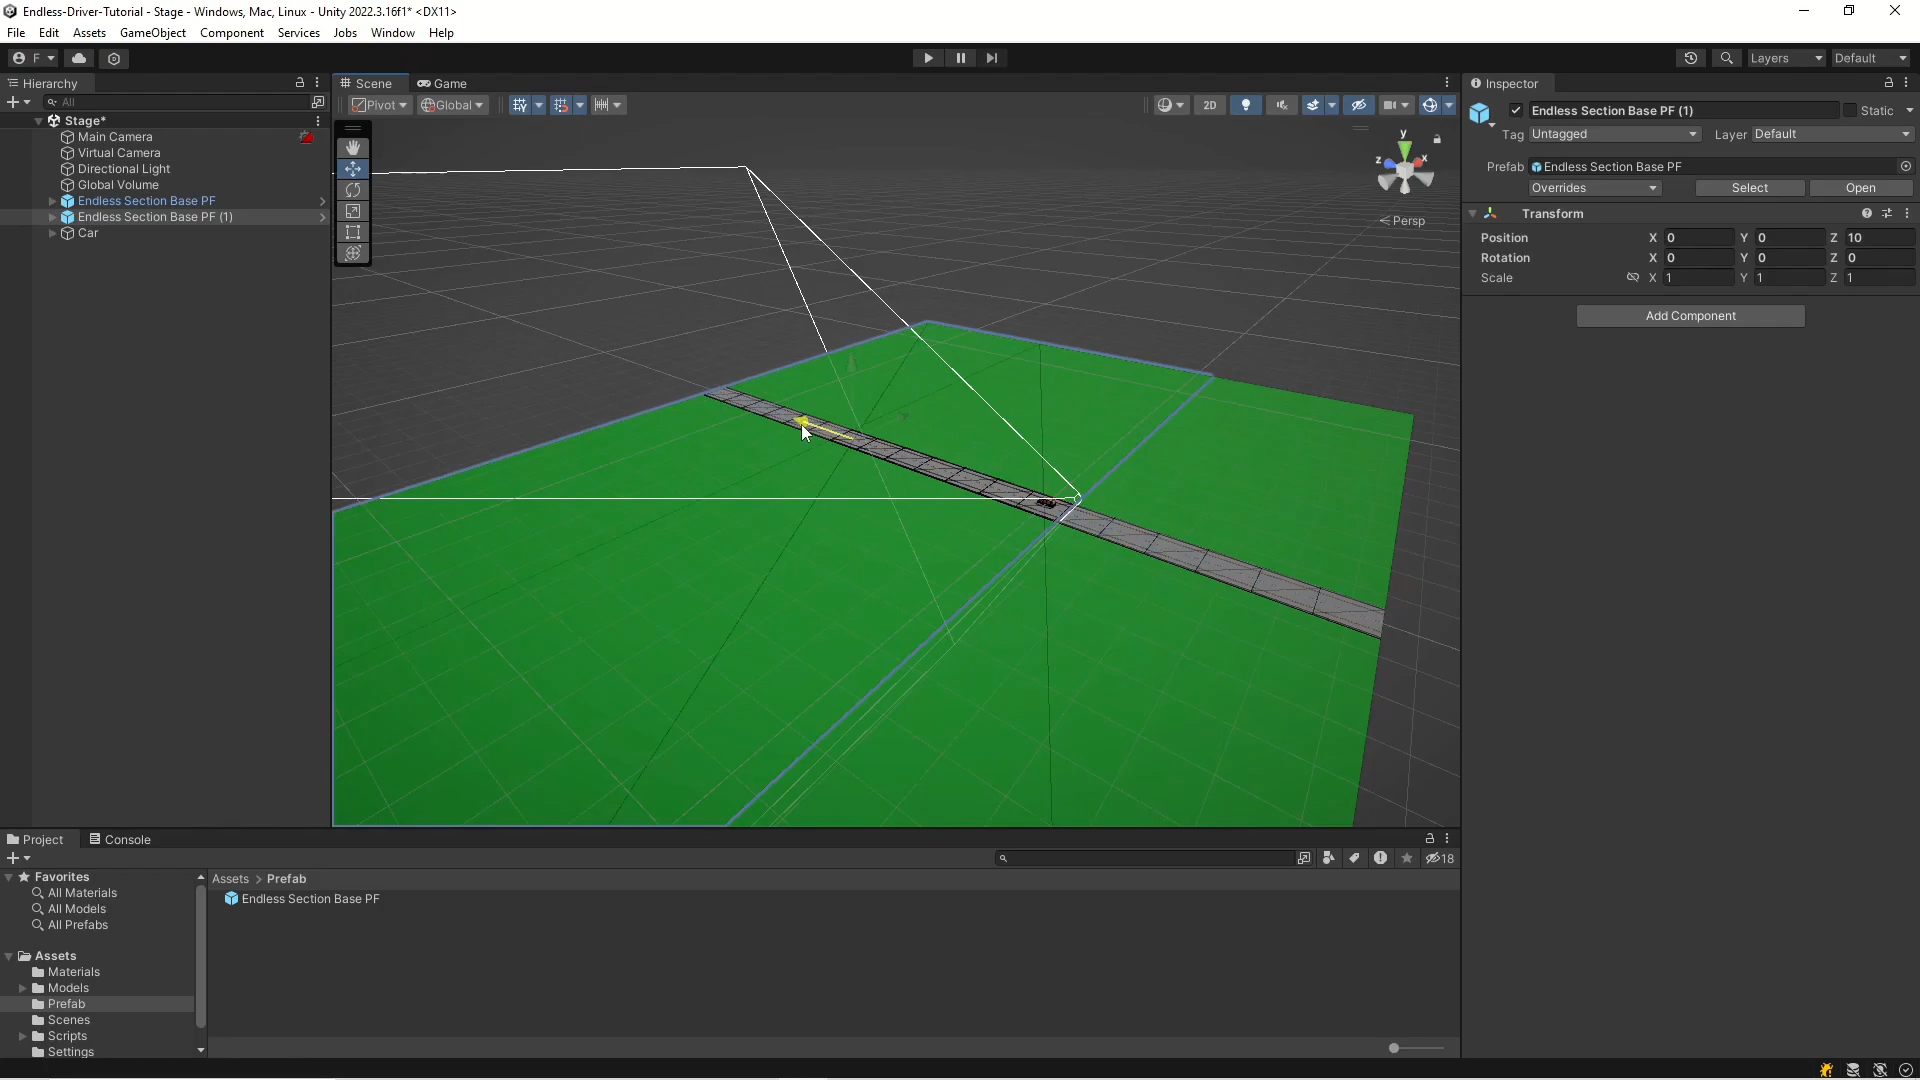 Endless-Driver-Tutorial - Stage - Windows, Mac, Linux - Unity 2022.3.16f1* <DX11>
File Edit Assets GameObject Component Services Jobs Window Help
F
Layers
Default
Hierarchy
All
Stage*
Main Camera
Virtual Camera
Directional Light
Global Volume
Endless Section Base PF
Endless Section Base PF (1)
Car
Scene
Game
Pivot
Global
2D
y
z
x
Persp
Inspector
Endless Section Base PF (1)
Static
Tag Untagged
Layer Default
Prefab Endless Section Base PF
Overrides
Select
Open
Transform
Position X 0 Y 0 Z 10
Rotation X 0 Y 0 Z 0
Scale X 1 Y 1 Z 1
Add Component
Project
Console
18
Favorites
All Materials
All Models
All Prefabs
Assets
Materials
Models
Prefab
Scenes
Scripts
Settings
Assets > Prefab
Endless Section Base PF